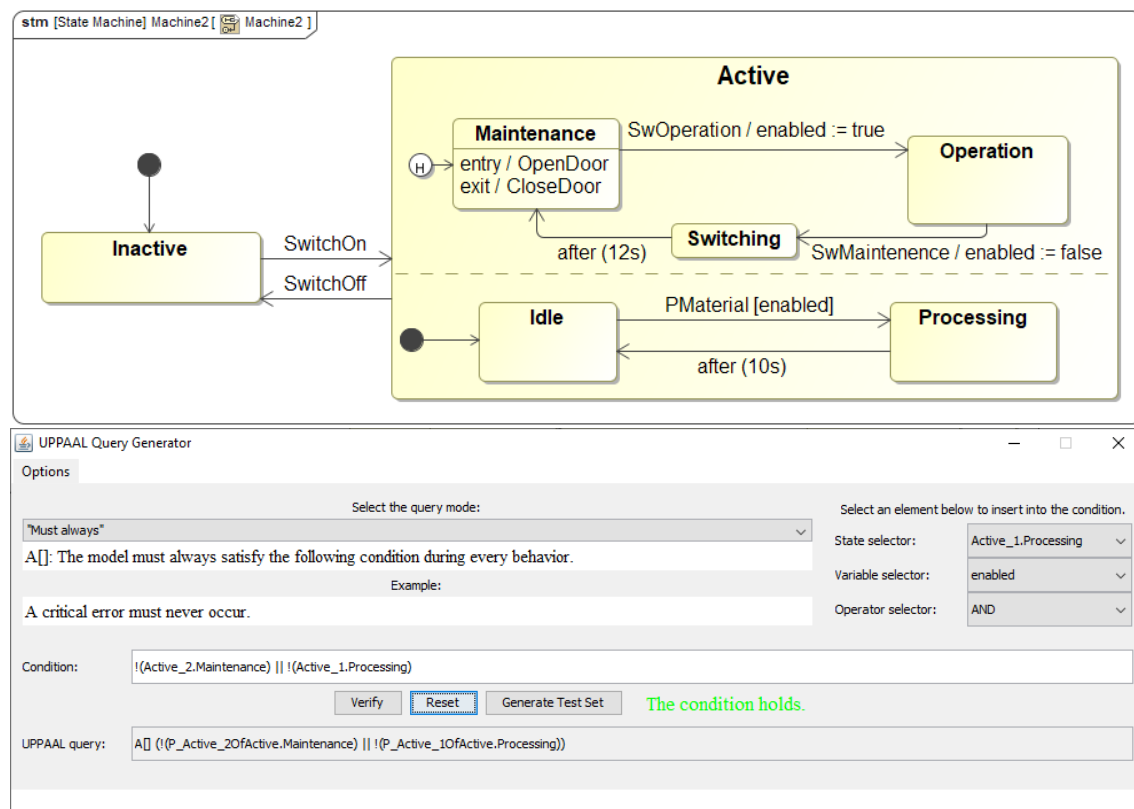 stm [State Machine] Machine2 [ Machine2 ]
Active
Maintenance
entry / OpenDoor
exit / CloseDoor
SwOperation / enabled := true
Operation
H
Inactive
SwitchOn
SwitchOff
Switching
after (12s)
SwMaintenence / enabled := false
Idle
PMaterial [enabled]
Processing
after (10s)
UPPAAL Query Generator
Options
Select the query mode:
"Must always"
A[]: The model must always satisfy the following condition during every behavior.
Example:
A critical error must never occur.
Select an element below to insert into the condition.
State selector: Active_1.Processing
Variable selector: enabled
Operator selector: AND
Condition: !(Active_2.Maintenance) || !(Active_1.Processing)
Verify Reset Generate Test Set The condition holds.
UPPAAL query: A[] (!(P_Active_2OfActive.Maintenance) || !(P_Active_1OfActive.Processing))